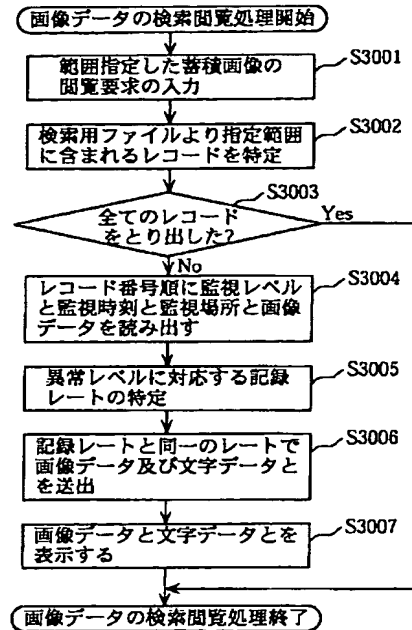 画像データの検索閲覧処理開始
S3001
範囲指定した蓄積画像の
閲覧要求の入力
S3002
検索用ファイルより指定範囲
に含まれるレコードを特定
S3003
全てのレコード
をとり出した?
Yes
No
S3004
レコード番号順に監視レベル
と監視時刻と監視場所と画像
データを読み出す
S3005
異常レベルに対応する記録
レートの特定
S3006
記録レートと同一のレートで
画像データ及び文字データと
を送出
S3007
画像データと文字データとを
表示する
画像データの検索閲覧処理終了